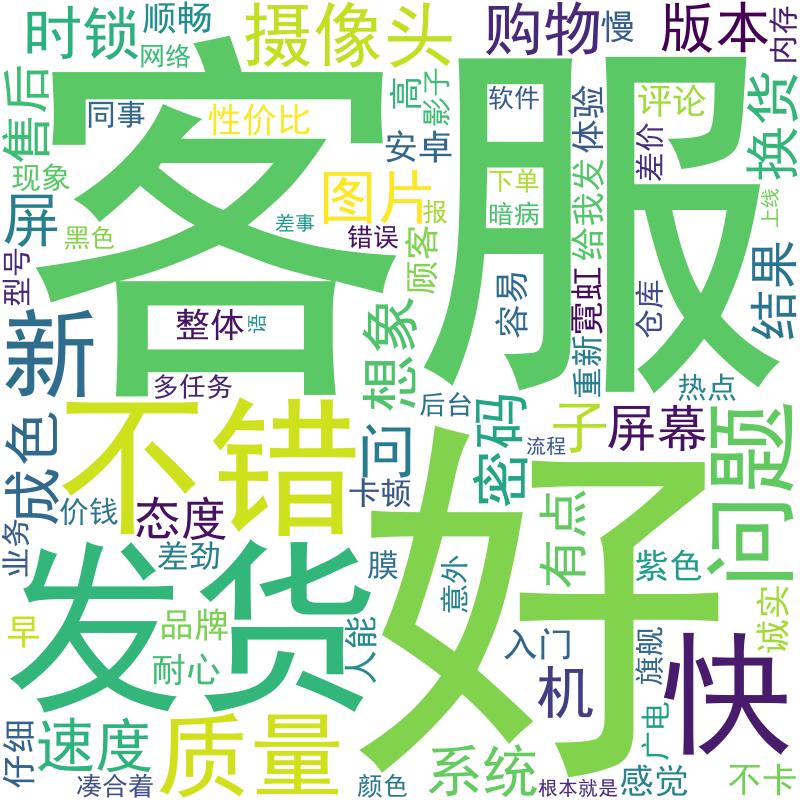 时锁
顺畅
网络
摄像头
购物
慢
版本
内存
售后
同事
性价比
高
影子
安卓
软件
体验
评论
差价
换货
客服
现象
屏
黑色
图片
报
差事
错误
下单
暗病
给我发
上线
型号
顾客
新
整体
语
想象
容易
霓虹
仓库
结果
重新
多任务
后台
热点
不错
问
密码
流程
子
屏幕
问题
成色
价钱
态度
卡顿
业务
差劲
膜
好
有点
意外
紫色
发货
早
品牌
耐心
人能
入门
机
旗舰
诚实
快
仔细
速度
质量
系统
广电
凑合着
颜色
根本就是
感觉
不卡